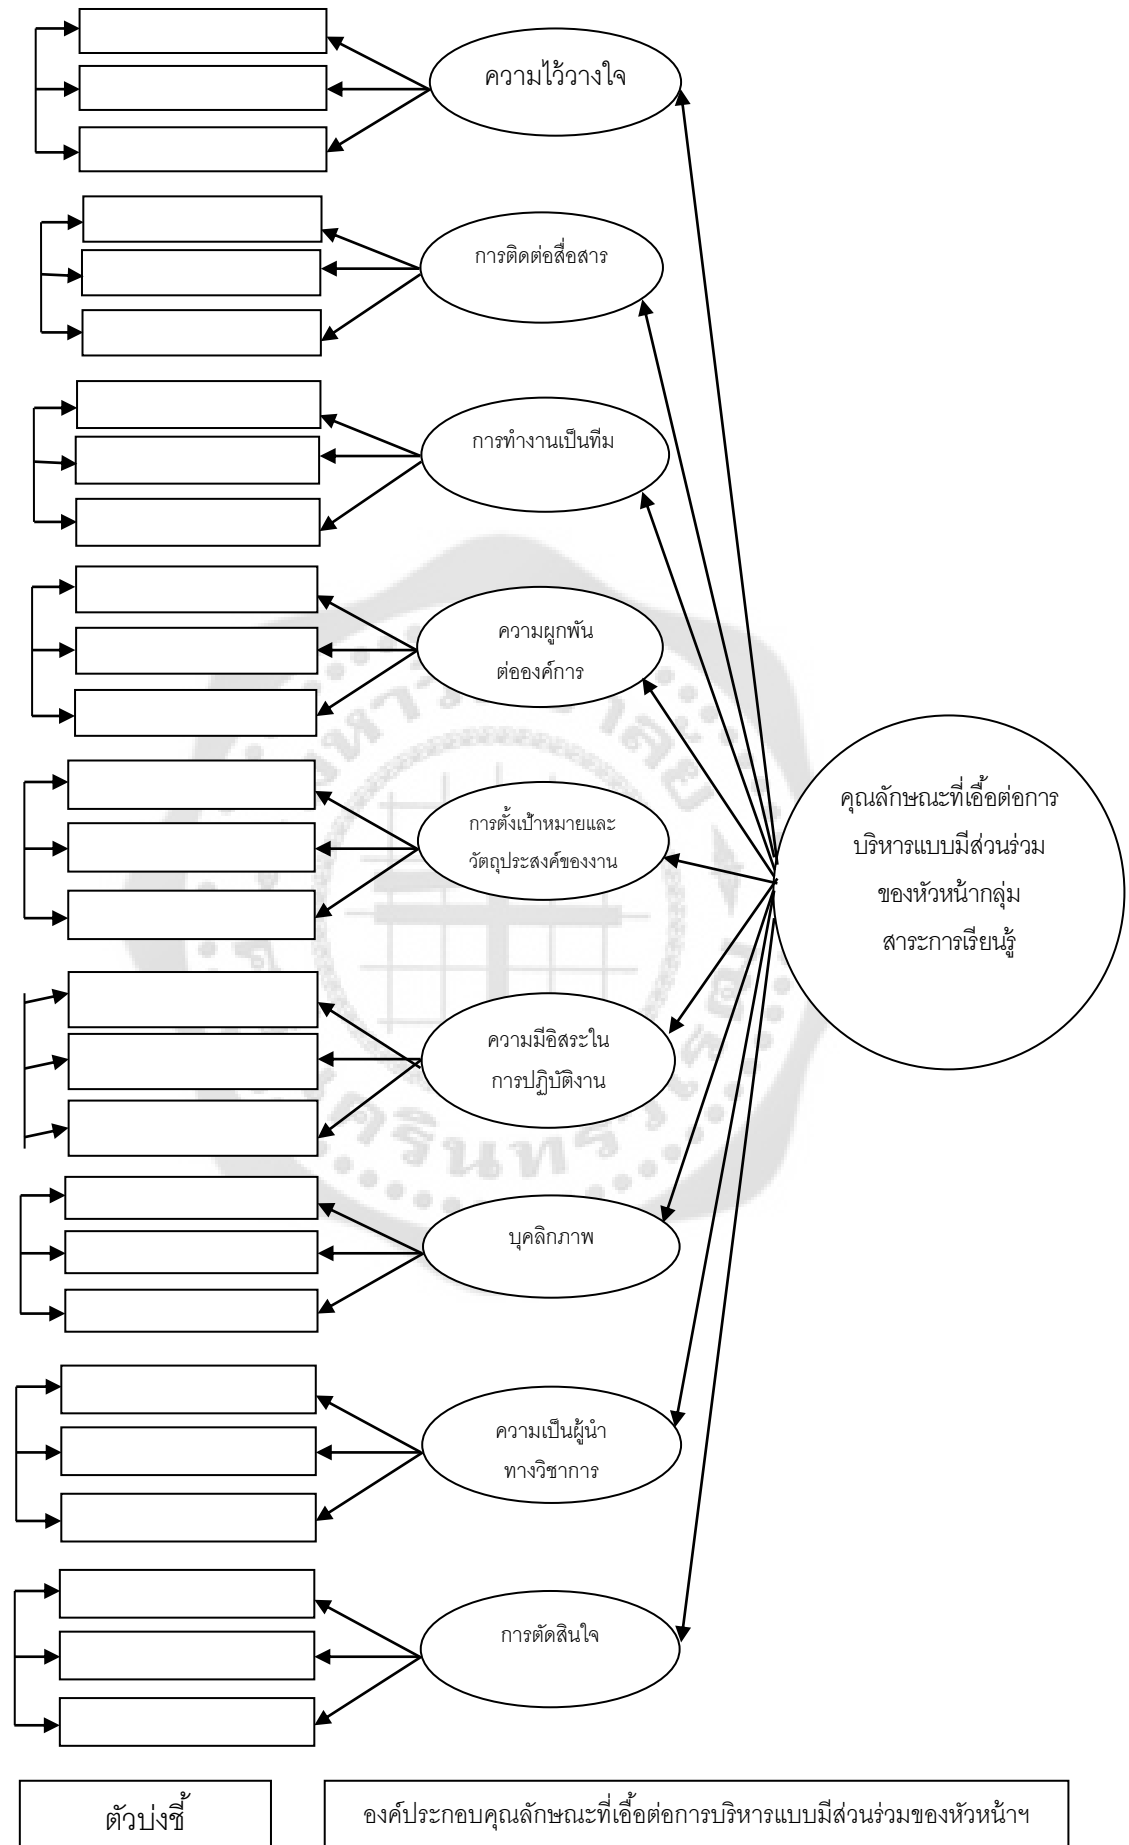 ความไว้วางใจ
การติดต่อสื่อสาร
การทำงานเป็นทีม
ความผูกพัน
ต่อองค์การ
การตั้งเป้าหมายและ
วัตถุประสงค์ของงาน
ความมีอิสระใน
การปฏิบัติงาน
บุคลิกภาพ
ความเป็นผู้นำ
ทางวิชาการ
การตัดสินใจ
คุณลักษณะที่เอื้อต่อการ
บริหารแบบมีส่วนร่วม
ของหัวหน้ากลุ่ม
สาระการเรียนรู้
ตัวบ่งชี้
องค์ประกอบคุณลักษณะที่เอื้อต่อการบริหารแบบมีส่วนร่วมของหัวหน้าฯ